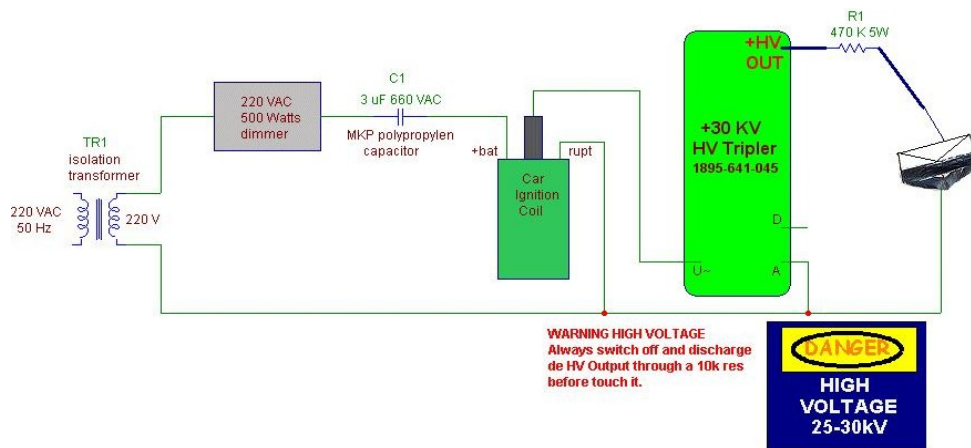 R1
470 K 5W
+HV
OUT
C1
3 uF 660 VAC
220 VAC
500 Watts
dimmer
MKP polypropylen
capacitor
+bat
rupt
TR1
isolation
transformer
220 VAC
50 Hz
220 V
Car
Ignition
Coil
+30 KV
HV Tripler
1895-641-045
D
U~
A
WARNING HIGH VOLTAGE
Always switch off and discharge
de HV Output through a 10k res
before touch it.
DANGER
HIGH
VOLTAGE
25-30kV